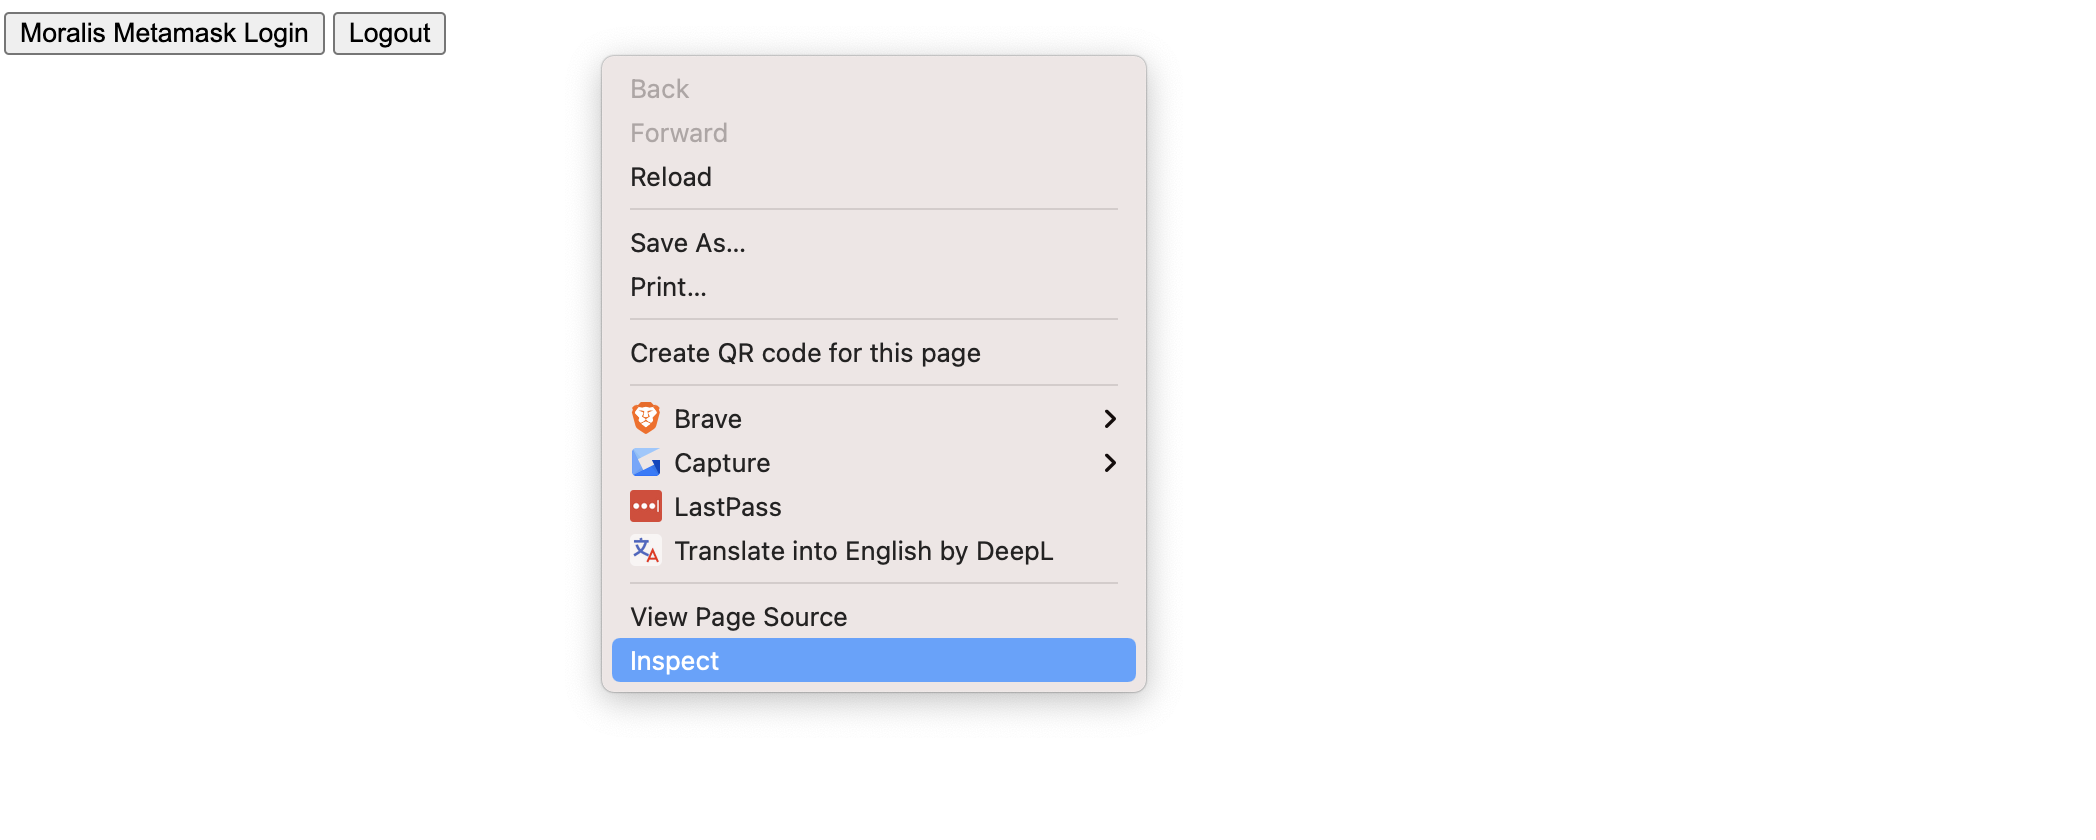 Moralis Metamask Login Logout
Back
Forward
Reload
Save As...
Print...
Create QR code for this page
Brave
Capture
LastPass
Translate into English by DeepL
View Page Source
Inspect